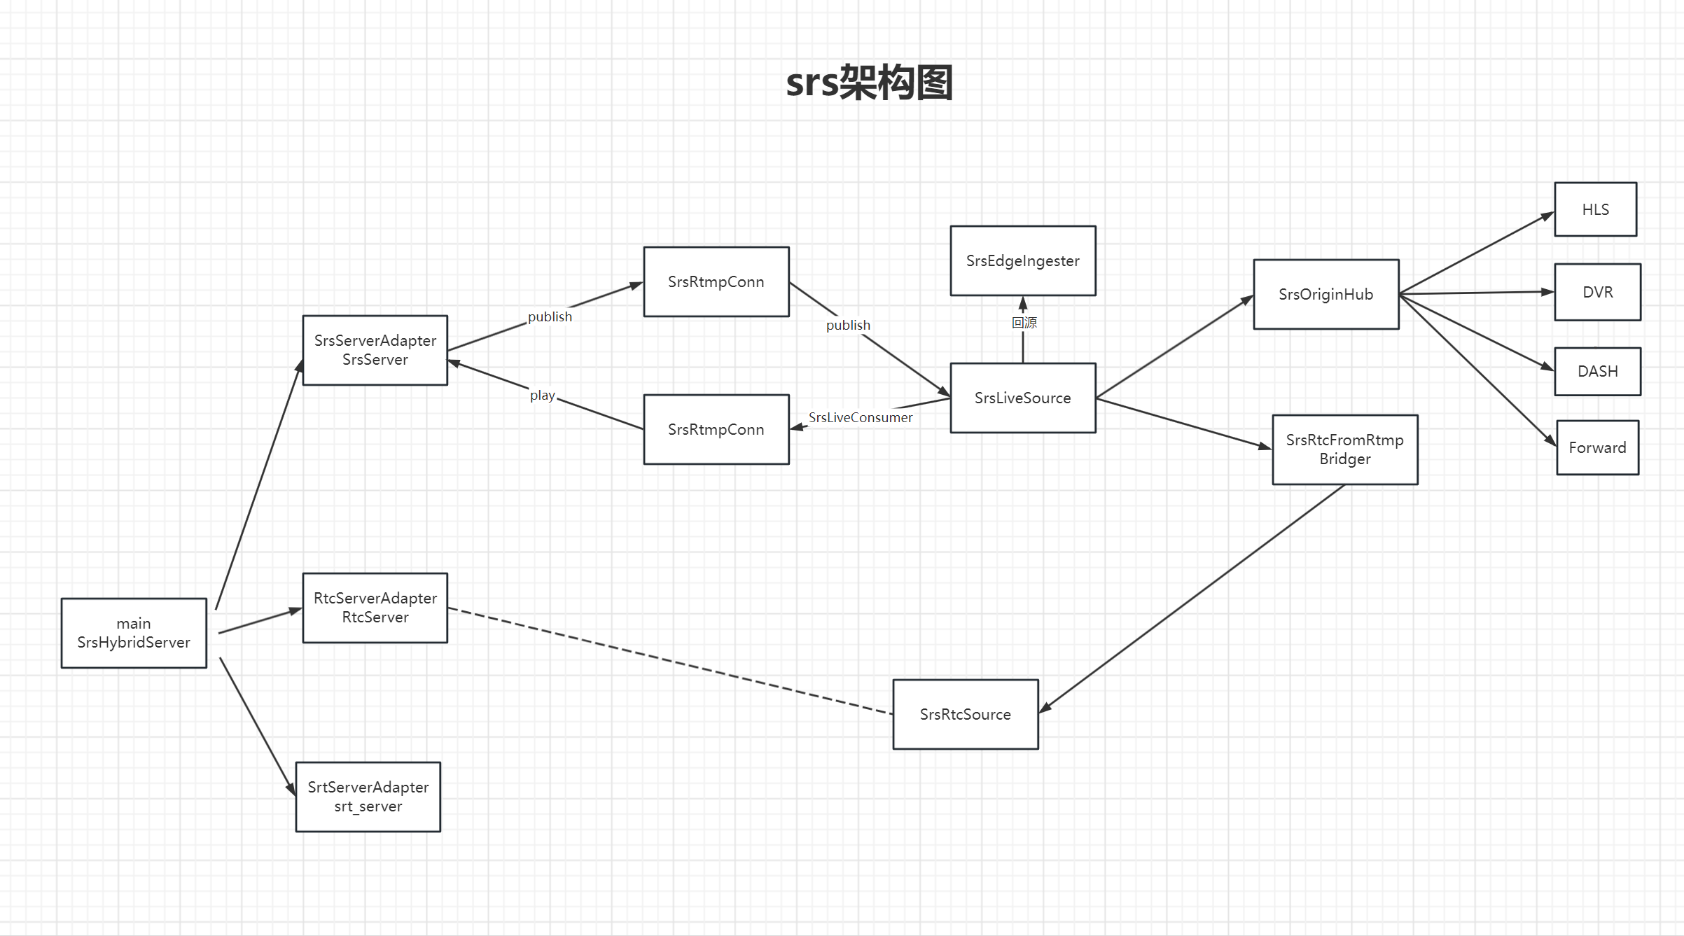 srs架构图
HLS
SrsEdgeIngester
SrsRtmpConn
SrsOriginHub
DVR
publish
回源
publish
SrsServerAdapter
SrsServer
DASH
play
SrsLiveSource
SrsLiveConsumer
SrsRtmpConn
SrsRtcFromRtmp
Bridger
Forward
RtcServerAdapter
RtcServer
main
SrsHybridServer
SrsRtcSource
SrtServerAdapter
srt_server